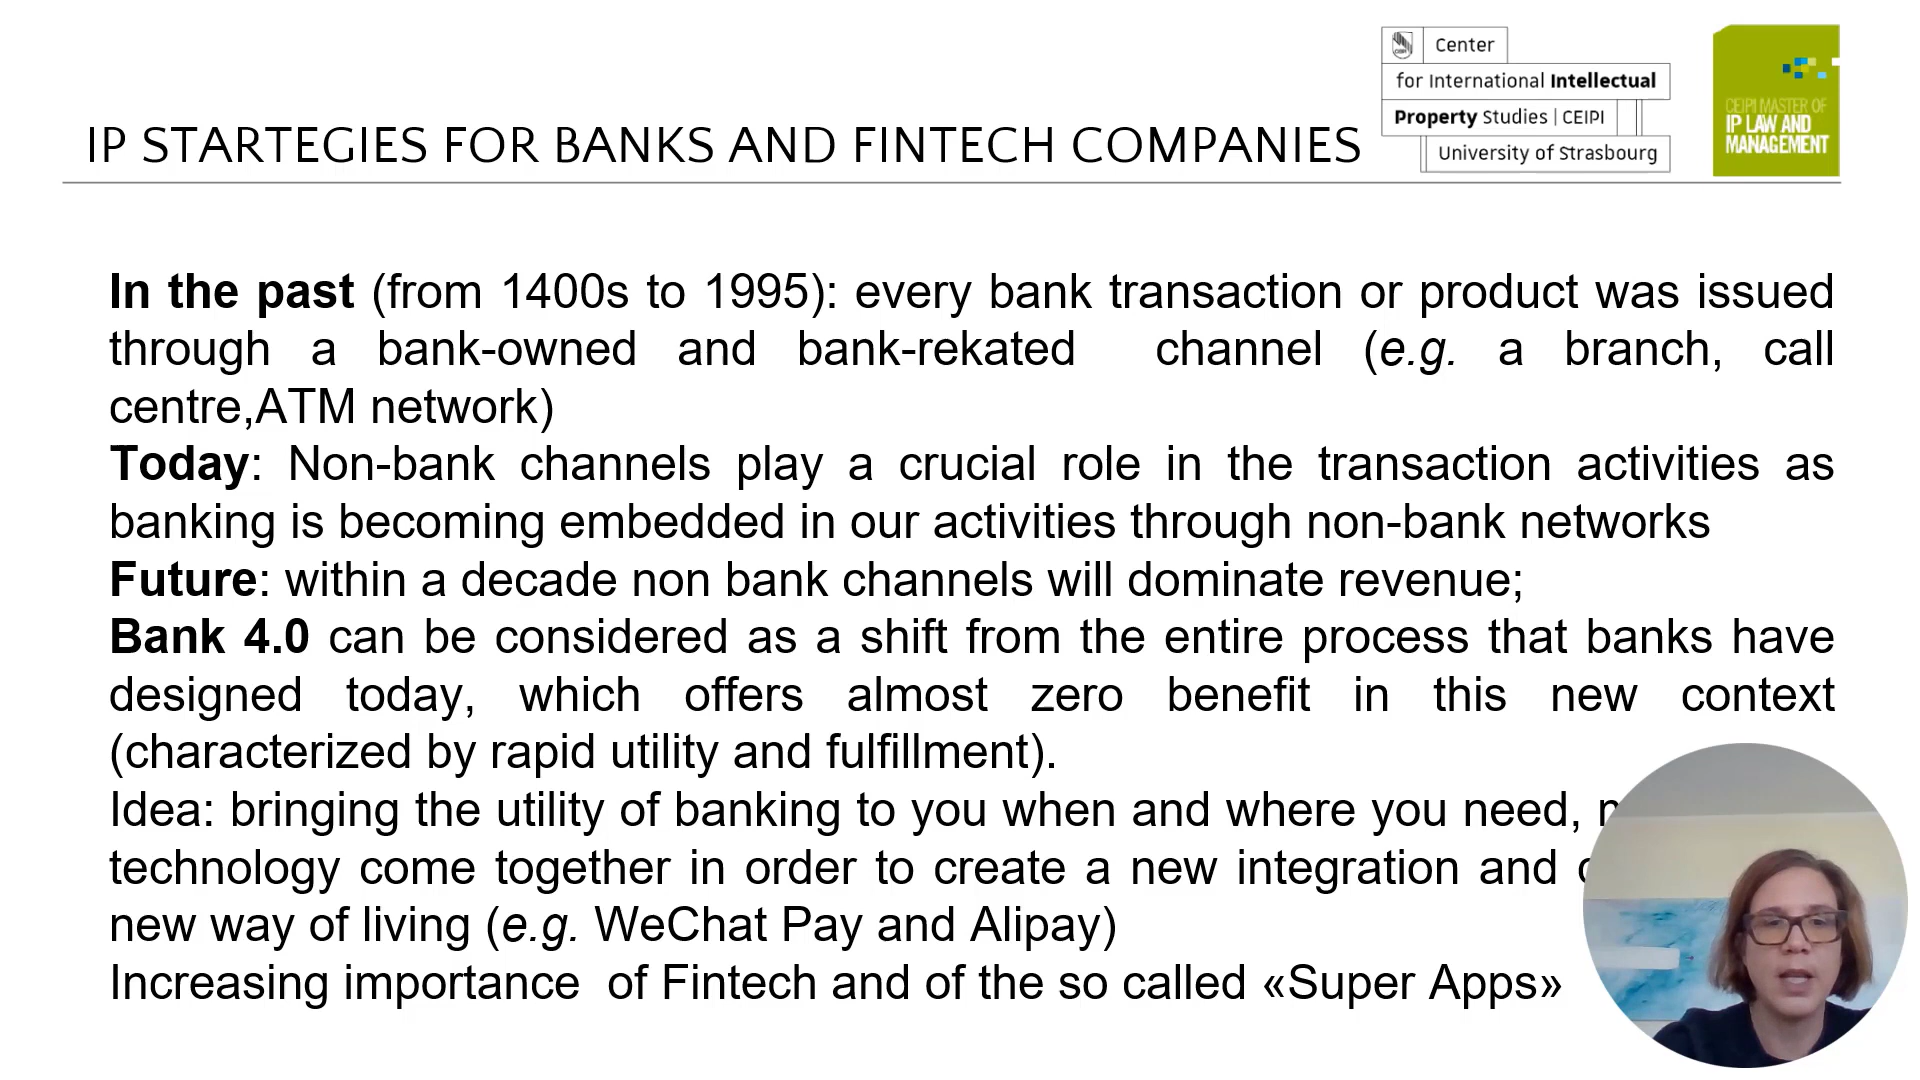 Center
for International Intellectual
Property Studies | CEIPI
University of Strasbourg
CEIPI MASTER OF
IP LAW AND
MANAGEMENT
IP STARTEGIES FOR BANKS AND FINTECH COMPANIES
In the past (from 1400s to 1995): every bank transaction or product was issued
through a bank-owned and bank-rekated channel (e.g. a branch, call
centre,ATM network)
Today: Non-bank channels play a crucial role in the transaction activities as
banking is becoming embedded in our activities through non-bank networks
Future: within a decade non bank channels will dominate revenue;
Bank 4.0 can be considered as a shift from the entire process that banks have
designed today, which offers almost zero benefit in this new context
(characterized by rapid utility and fulfillment).
Idea: bringing the utility of banking to you when and where you need,
technology come together in order to create a new integration and
new way of living (e.g. WeChat Pay and Alipay)
Increasing importance of Fintech and of the so called «Super Apps»